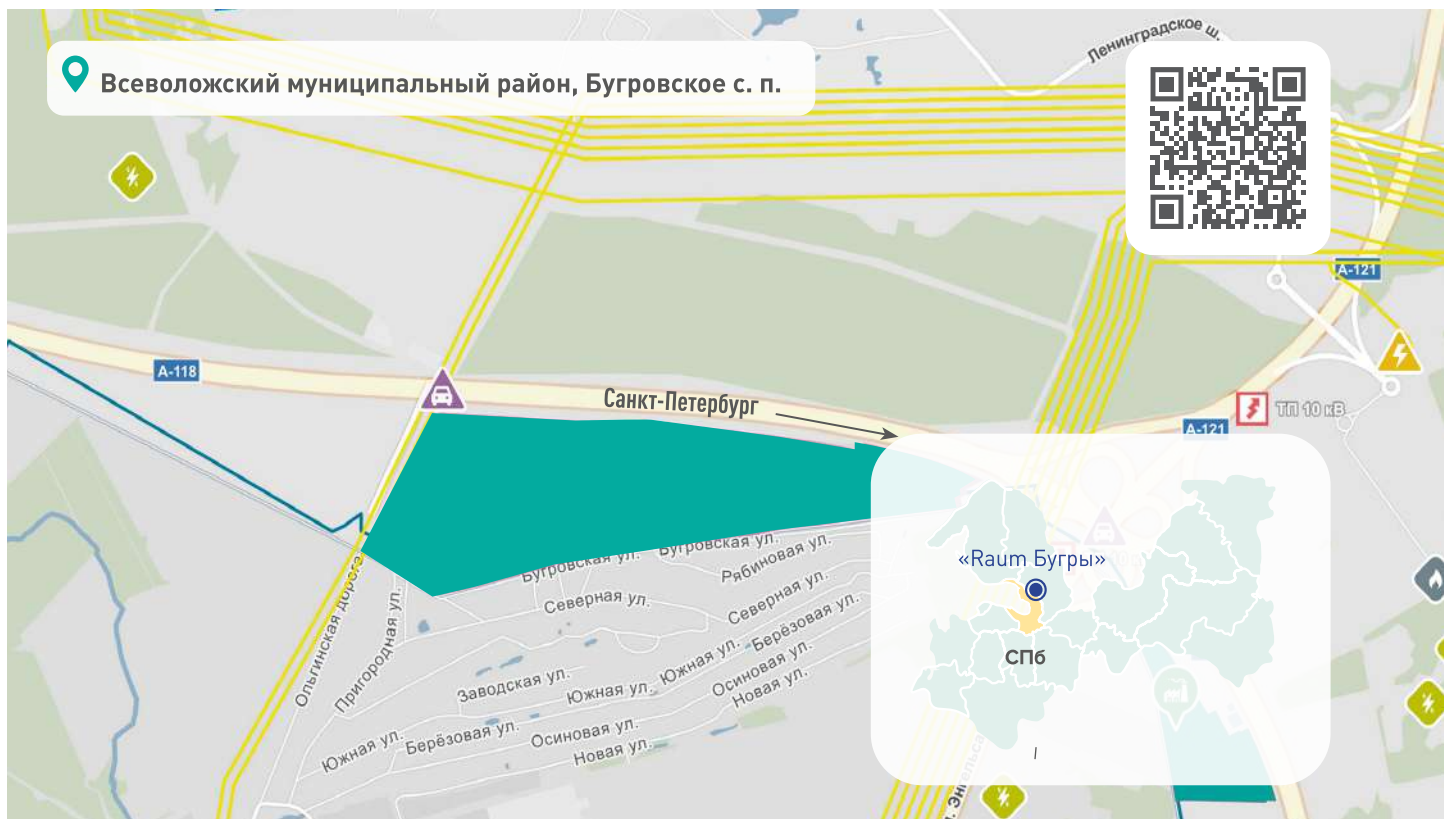 Ленинградское ш.
Всеволожский муниципальный район, Бугровское с. п.
А-121
А-118
Санкт-Петербург
ТП 10 кВ
А-121
Бугровская ул.
Бугровская ул.
Рябиновая ул.
«Raum Бугры»
Ольгинская дорога
Пригородная ул.
Северная ул.
Северная ул.
Берёзовая ул.
СПб
Заводская ул.
Южная ул.
Южная ул.
Осиновая ул.
Новая ул.
Южная ул.
Берёзовая ул.
Осиновая ул.
Новая ул.
Энгельса